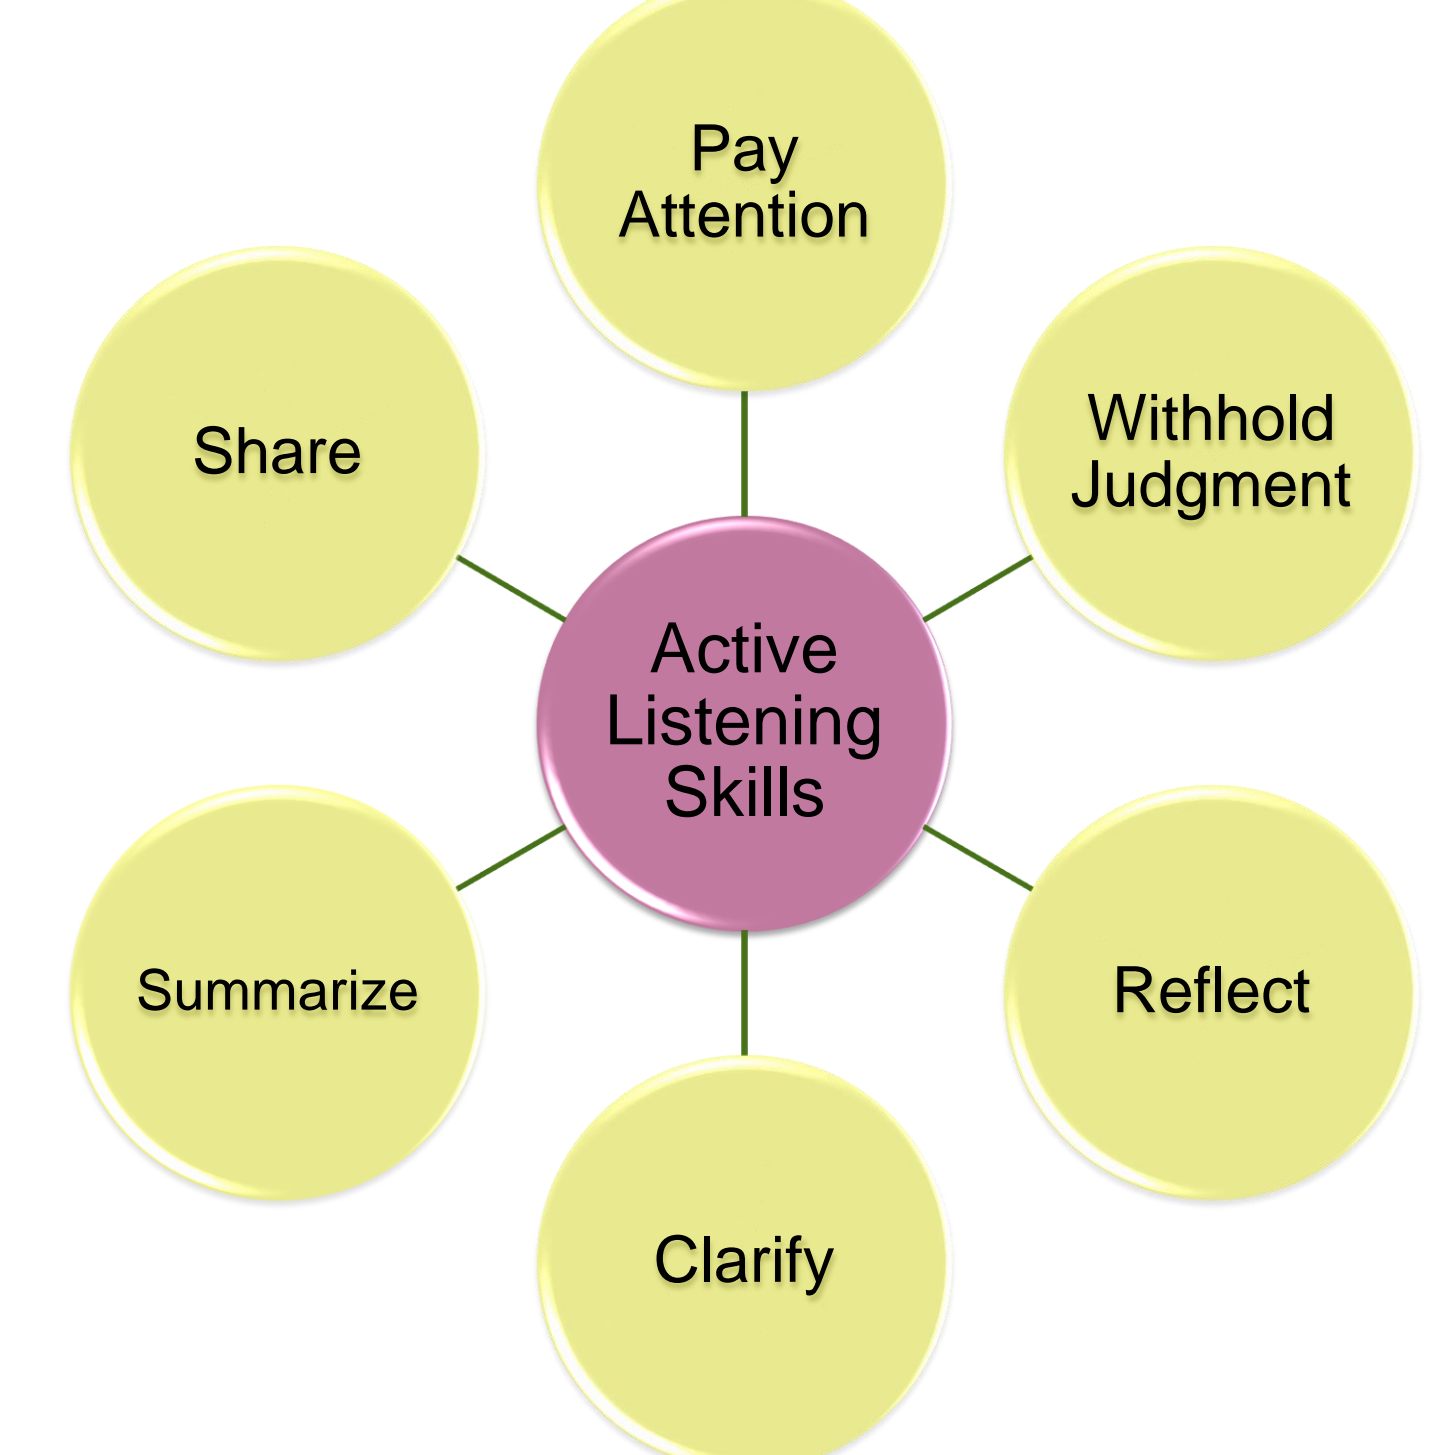 Pay
Attention
Withhold
Judgment
Reflect
Clarify
Summarize
Share
Active
Listening
Skills